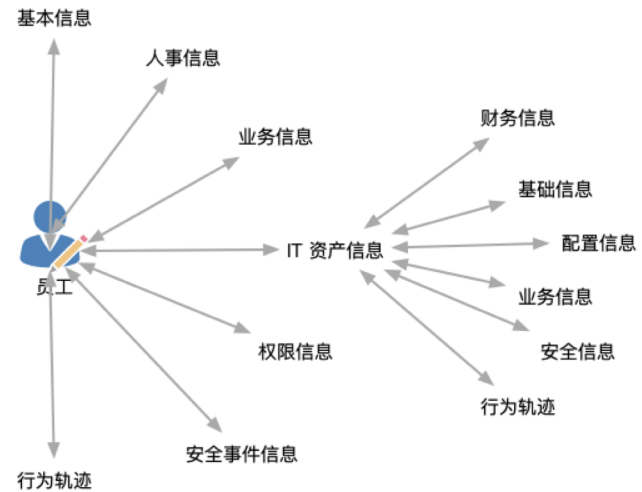 基本信息
人事信息
业务信息
员工
IT 资产信息
权限信息
安全事件信息
行为轨迹
财务信息
基础信息
配置信息
业务信息
安全信息
行为轨迹